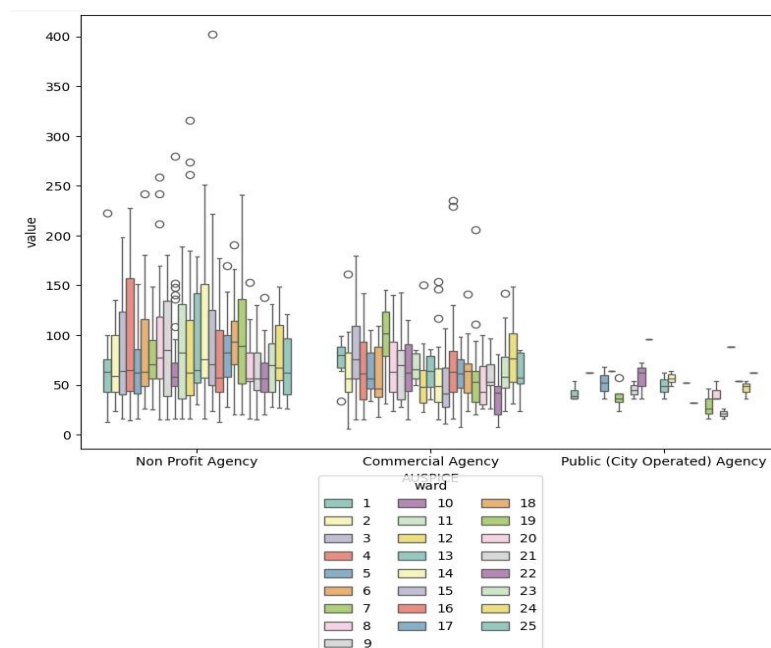 400
350
300
250
200
150
100
50
0
value
Non Profit Agency Commercial Agency Public (City Operated) Agency
AUSPICE
ward
1 10 18
2 11 19
3 12 20
4 13 21
5 14 22
6 15 23
7 16 24
8 17 25
9